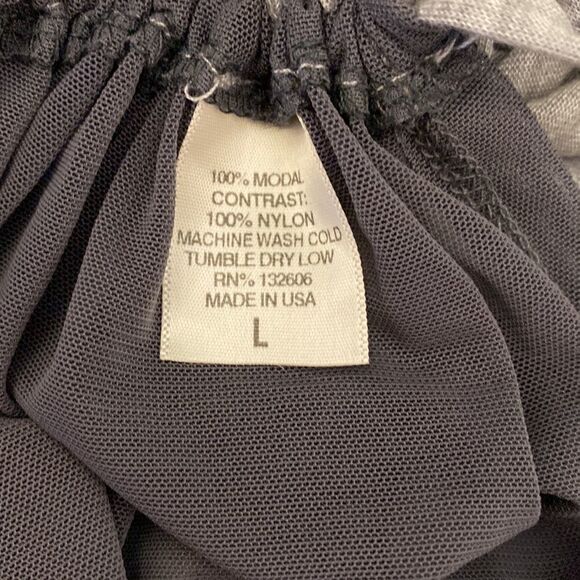 100% MODAL
CONTRAST:
100% NYLON
MACHINE WASH COLD
TUMBLE DRY LOW
RN% 132606
MADE IN USA
L